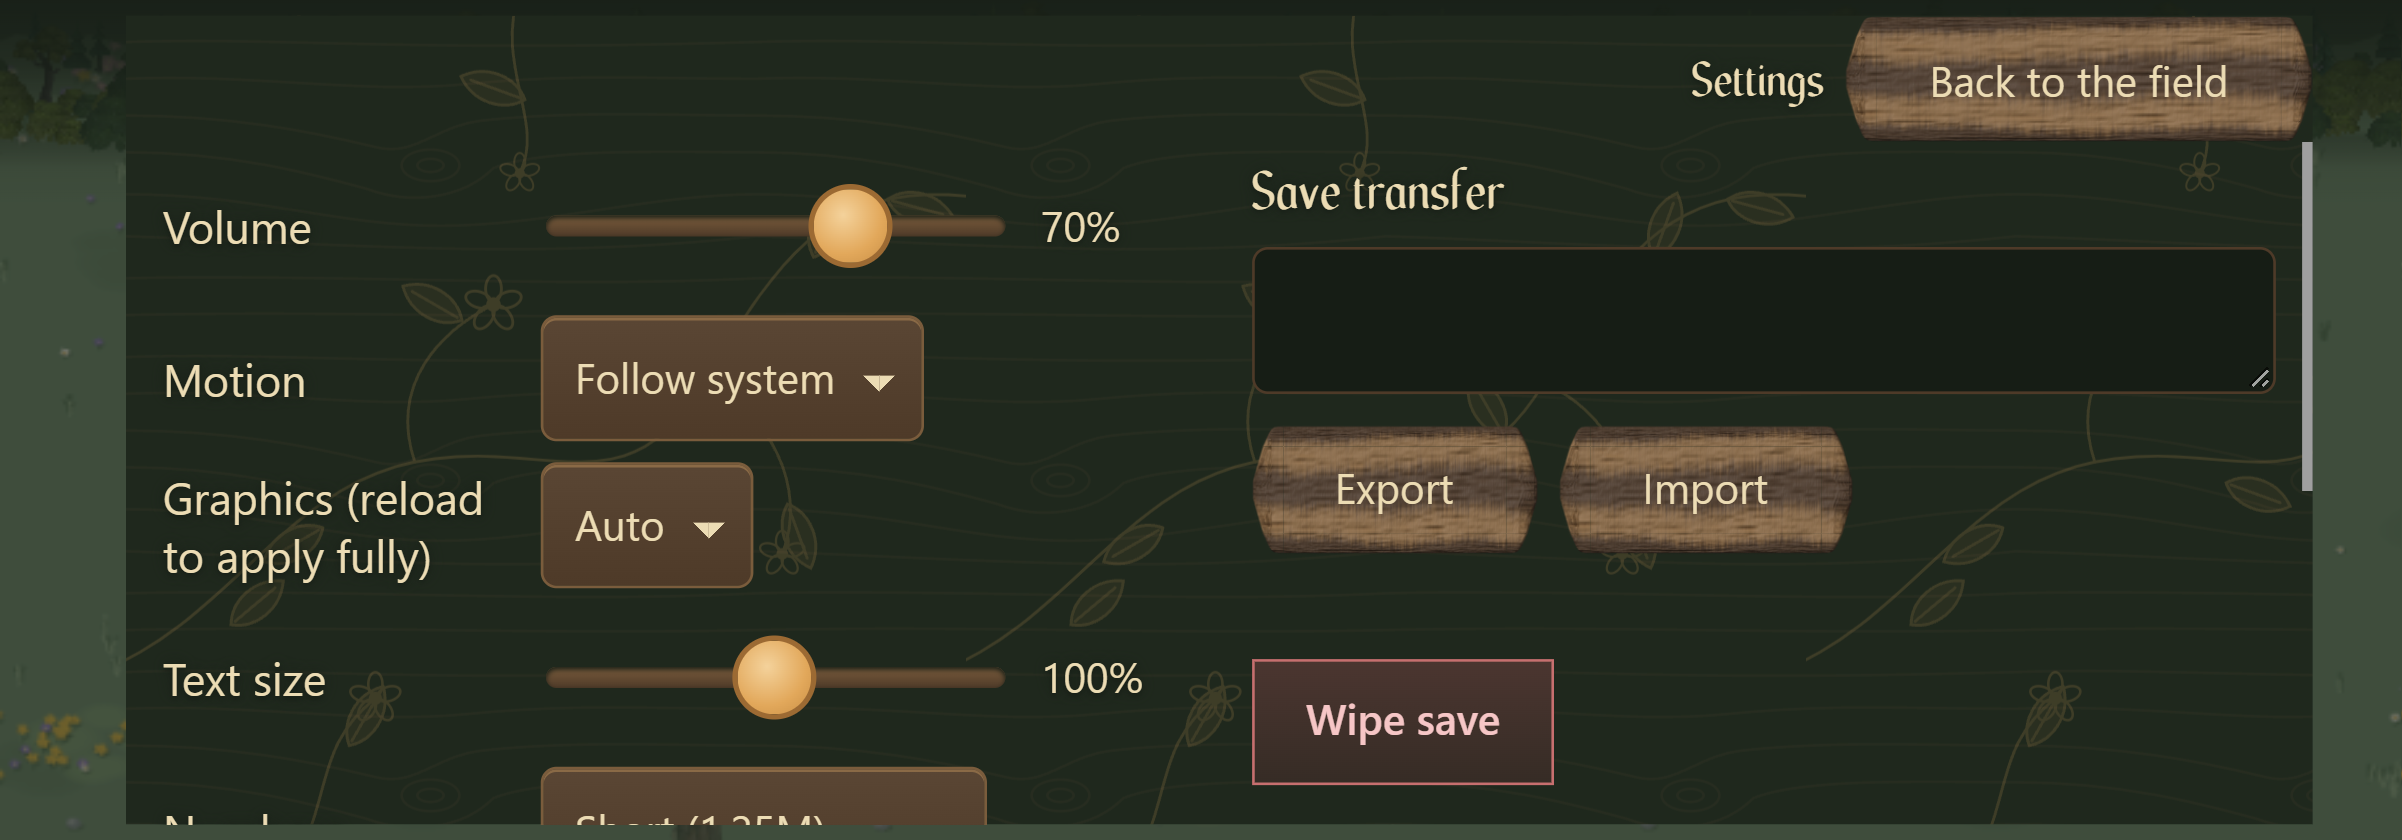 Settings
Back to the field
Volume
70%
Motion
Follow system
Graphics (reload
to apply fully)
Auto
Text size
100%
Save transfer
Export
Import
Wipe save